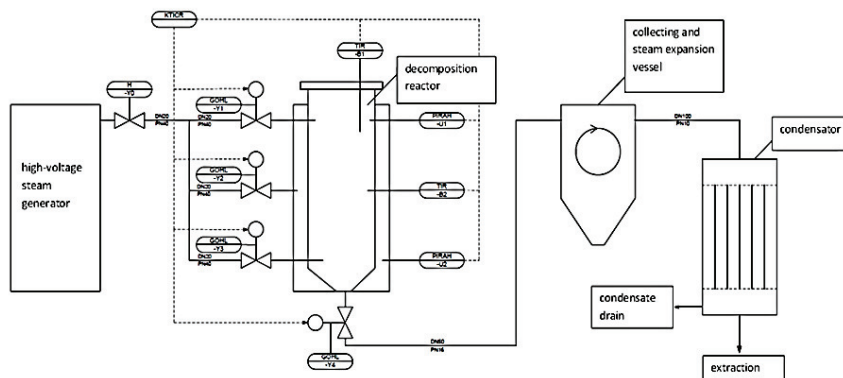 KTICR
TIR
-B1
collecting and
steam expansion
vessel
decomposition
reactor
H
-Y0
DN20
PN40
GOHL
-Y1
DN20
PN40
PIRAH
-U1
DN100
PN10
condensator
high-voltage
steam
generator
GOHL
-Y2
DN20
PN40
TIR
-B2
GOHL
-Y3
DN20
PN40
PIRAH
-U2
condensate
drain
DN80
PN16
GOHL
-Y4
extraction